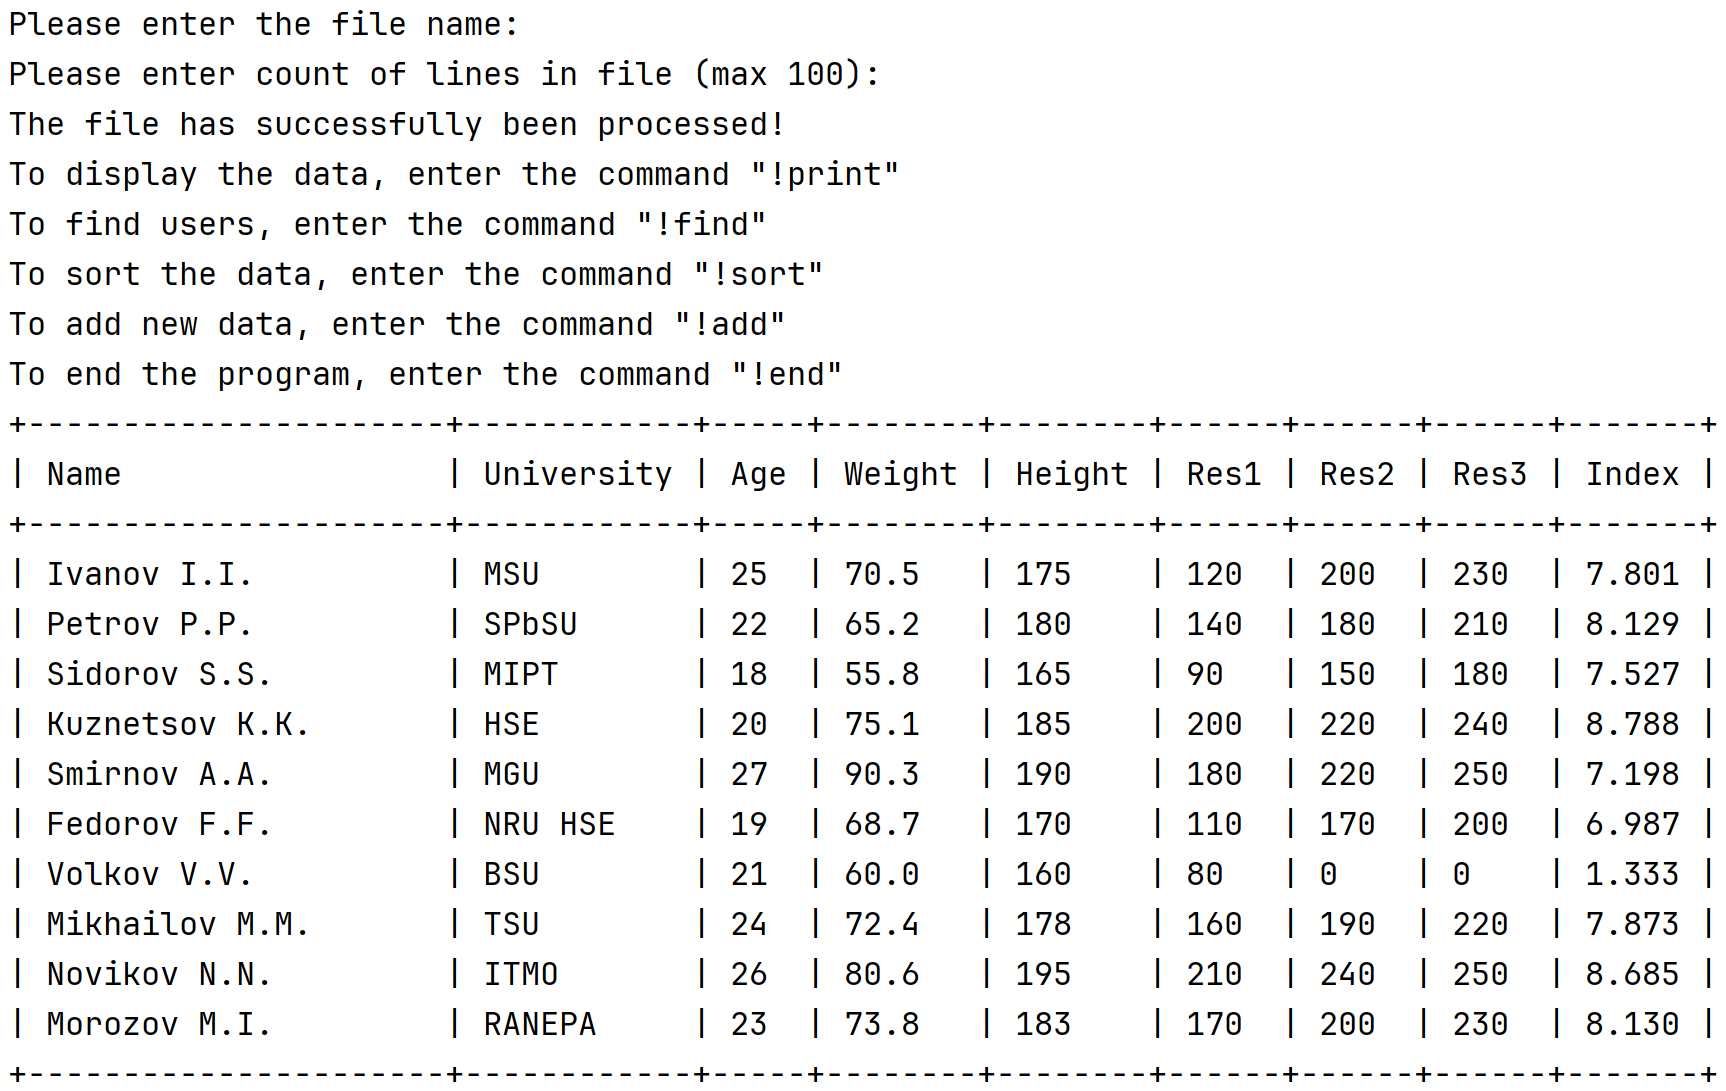 Please enter the file name:
Please enter count of lines in file (max 100):
The file has successfully been processed!
To display the data, enter the command "!print"
To find users, enter the command "!find"
To sort the data, enter the command "!sort"
To add new data, enter the command "!add"
To end the program, enter the command "!end"
+----------------------+------------+-----+--------+--------+------+------+------+-------+
| Name                 | University | Age | Weight | Height | Res1 | Res2 | Res3 | Index |
+----------------------+------------+-----+--------+--------+------+------+------+-------+
| Ivanov I.I.          | MSU        | 25  | 70.5   | 175    | 120  | 200  | 230  | 7.801 |
| Petrov P.P.          | SPbSU      | 22  | 65.2   | 180    | 140  | 180  | 210  | 8.129 |
| Sidorov S.S.         | MIPT       | 18  | 55.8   | 165    | 90   | 150  | 180  | 7.527 |
| Kuznetsov K.K.       | HSE        | 20  | 75.1   | 185    | 200  | 220  | 240  | 8.788 |
| Smirnov A.A.         | MGU        | 27  | 90.3   | 190    | 180  | 220  | 250  | 7.198 |
| Fedorov F.F.         | NRU HSE    | 19  | 68.7   | 170    | 110  | 170  | 200  | 6.987 |
| Volkov V.V.          | BSU        | 21  | 60.0   | 160    | 80   | 0    | 0    | 1.333 |
| Mikhailov M.M.       | TSU        | 24  | 72.4   | 178    | 160  | 190  | 220  | 7.873 |
| Novikov N.N.         | ITMO       | 26  | 80.6   | 195    | 210  | 240  | 250  | 8.685 |
| Morozov M.I.         | RANEPA     | 23  | 73.8   | 183    | 170  | 200  | 230  | 8.130 |
+----------------------+------------+-----+--------+--------+------+------+------+-------+